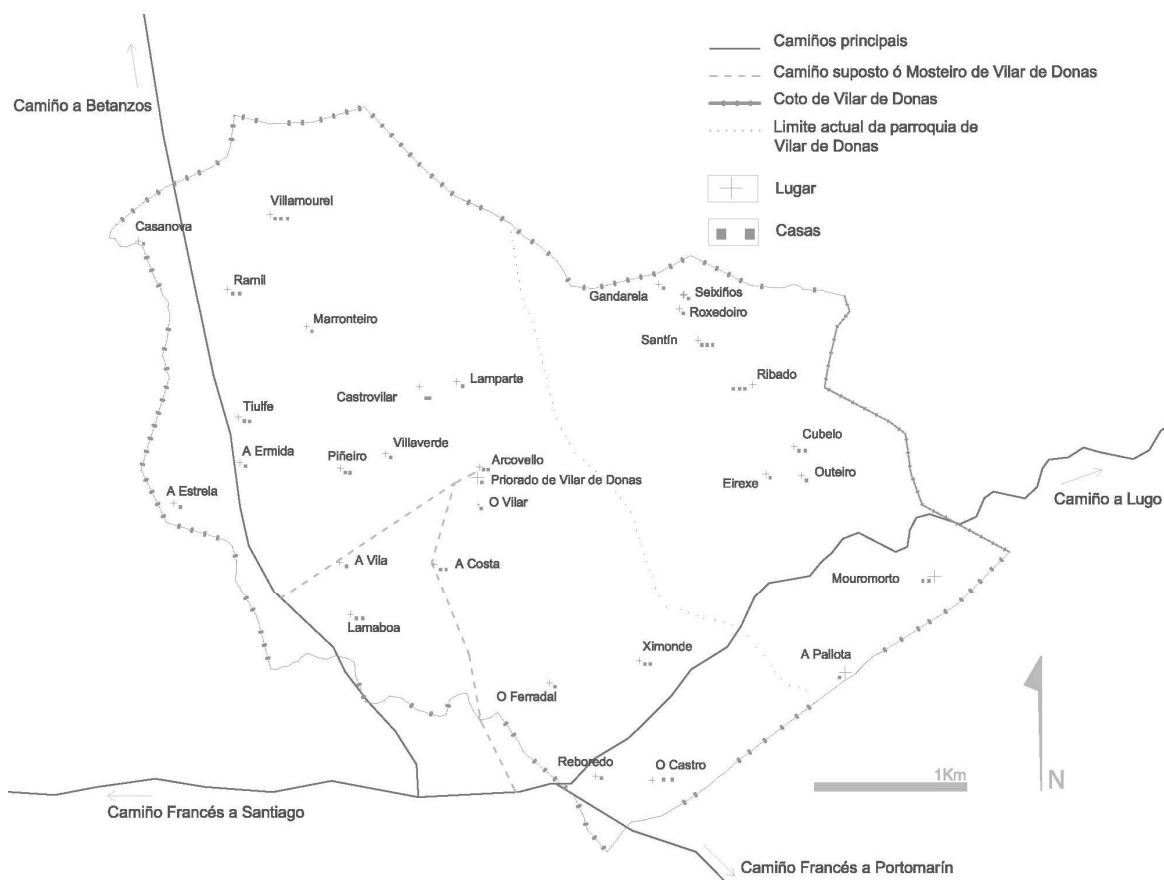 Camiños principais
Camiño suposto ó Mosteiro de Vilar de Donas
Coto de Vilar de Donas
Limite actual da parroquia de
Vilar de Donas
Lugar
Casas
Camiño a Betanzos
Villamourel
Casanova
Ramil
Marronteiro
Gandarela
Seixiños
Roxedoiro
Santín
Lamparte
Castrovilar
Ribado
Tiulfe
A Ermida
Piñeiro
Villaverde
Arcovello
Priorado de Vilar de Donas
O Vilar
Cubelo
Eirexe
Outeiro
A Estrela
Camiño a Lugo
A Vila
A Costa
Mouromorto
Lamaboa
Ximonde
A Pallota
O Ferradal
Reboredo
O Castro
1Km
N
Camiño Francés a Santiago
Camiño Francés a Portomarín